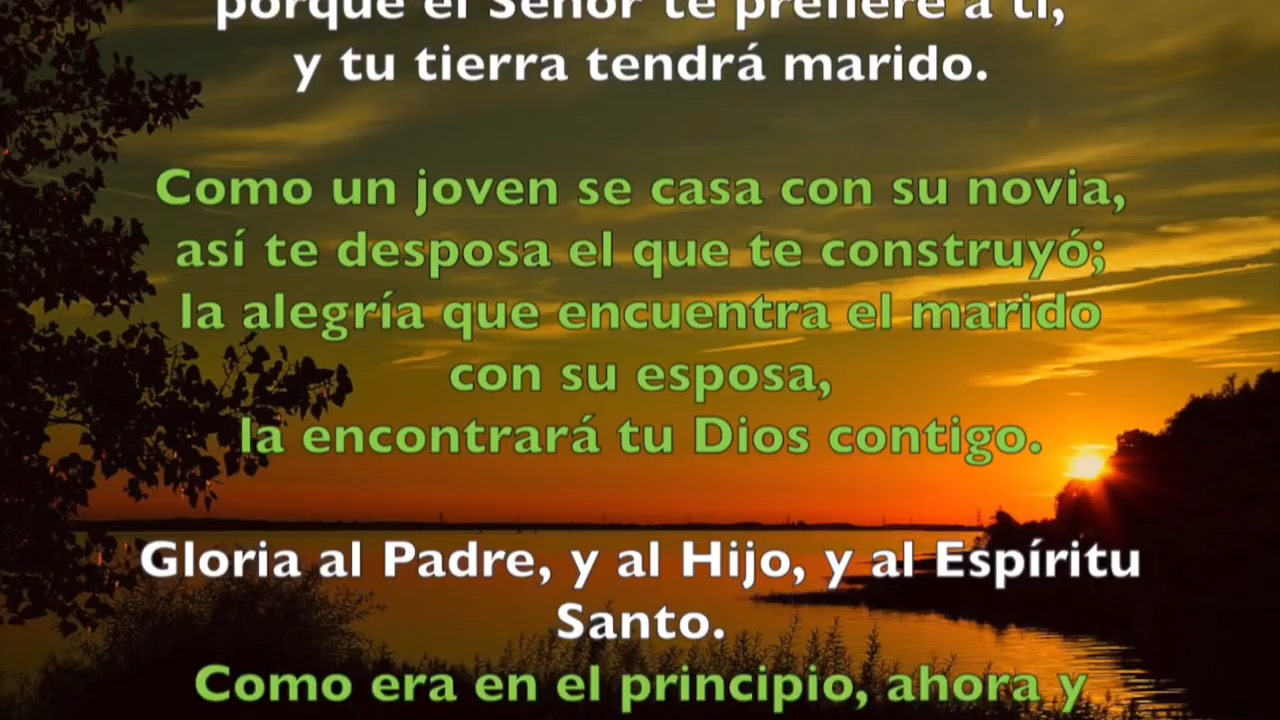 porque el Señor te prefiere a ti,
y tu tierra tendrá marido.
Como un joven se casa con su novia,
así te desposa el que te construyó;
la alegría que encuentra el marido
con su esposa,
la encontrará tu Dios contigo.
Gloria al Padre, y al Hijo, y al Espíritu
Santo.
Como era en el principio, ahora y